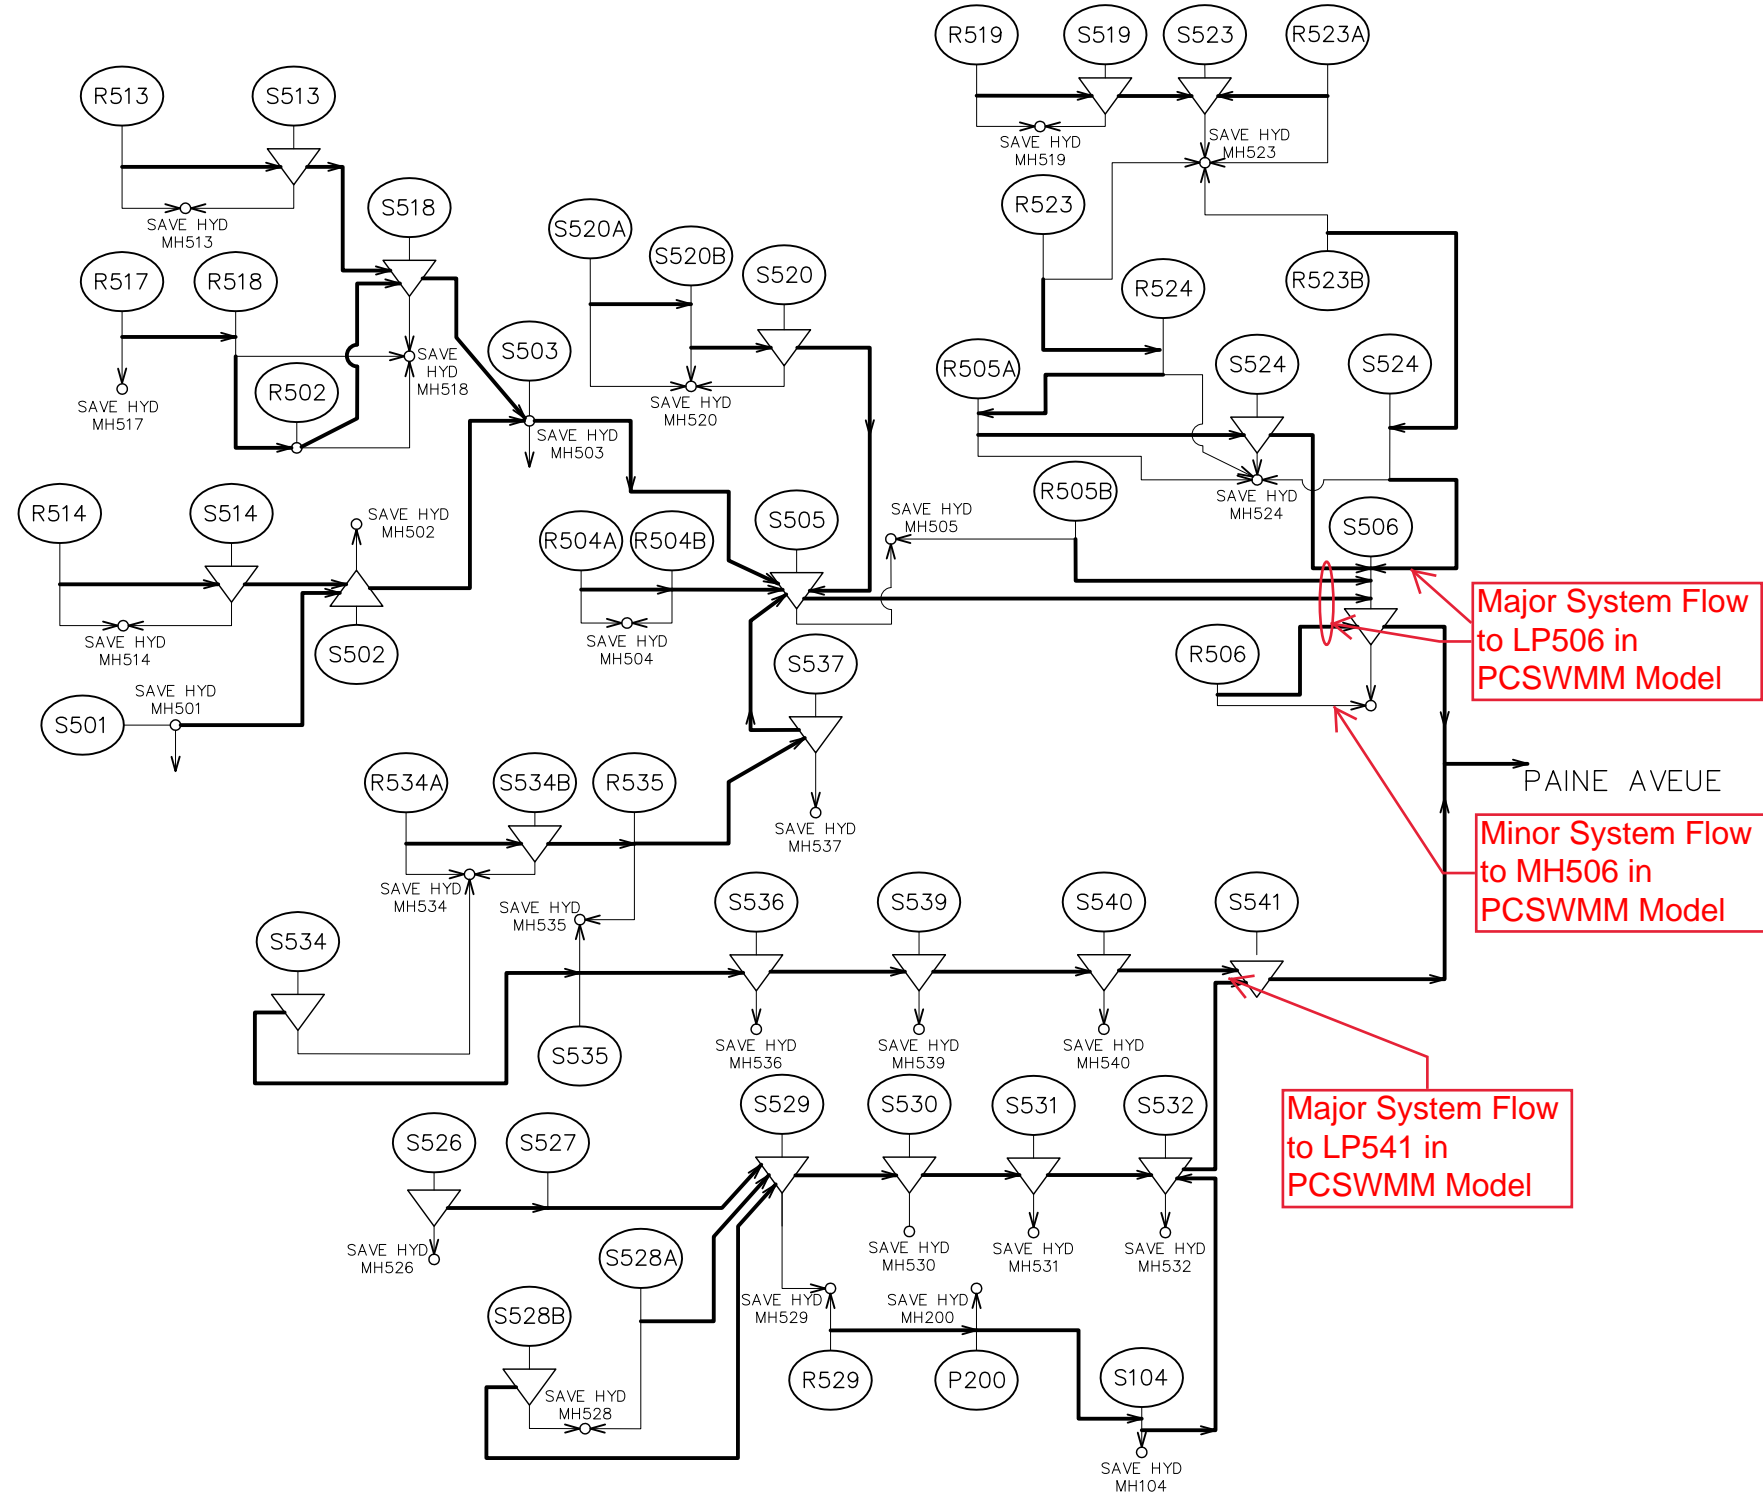 R519
S519
S523
R523A
R513
S513
SAVE HYD
MH519
SAVE HYD
MH523
S518
R523
SAVE HYD
MH513
S520A
S520B
S520
R517
R518
R524
R523B
SAVE HYD
MH517
R502
SAVE
HYD
MH518
S503
SAVE HYD
MH520
R505A
S524
S524
SAVE HYD
MH503
R514
S514
SAVE HYD
MH502
R504A
R504B
S505
SAVE HYD
MH505
R505B
SAVE HYD
MH524
S506
SAVE HYD
MH514
S502
SAVE HYD
MH504
S537
R506
Major System Flow
to LP506 in
PCSWMM Model
SAVE HYD
MH501
S501
R534A
S534B
R535
SAVE HYD
MH537
PAINE AVEUE
Minor System Flow
to MH506 in
PCSWMM Model
SAVE HYD
MH534
SAVE HYD
MH535
S536
S539
S540
S541
S534
S535
SAVE HYD
MH536
SAVE HYD
MH539
SAVE HYD
MH540
S529
S530
S531
S532
Major System Flow
to LP541 in
PCSWMM Model
S526
S527
SAVE HYD
MH526
S528A
SAVE HYD
MH530
SAVE HYD
MH531
SAVE HYD
MH532
S528B
SAVE HYD
MH529
SAVE HYD
MH200
R529
P200
S104
SAVE HYD
MH528
SAVE HYD
MH104